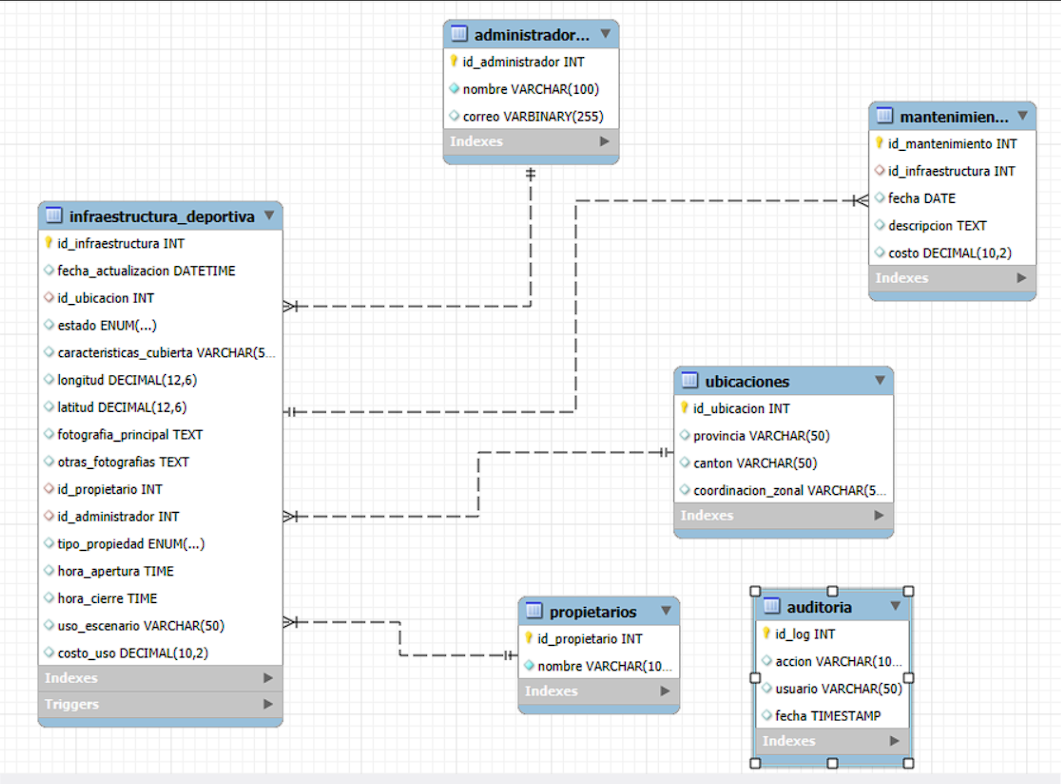 administrador...
id_administrador INT
nombre VARCHAR(100)
correo VARBINARY(255)
Indexes
mantenimien...
id_mantenimiento INT
id_infraestructura INT
fecha DATE
descripcion TEXT
costo DECIMAL(10,2)
Indexes
infraestructura_deportiva
id_infraestructura INT
fecha_actualizacion DATETIME
id_ubicacion INT
estado ENUM(...)
caracteristicas_cubierta VARCHAR(5...
longitud DECIMAL(12,6)
latitud DECIMAL(12,6)
fotografia_principal TEXT
otras_fotografias TEXT
id_propietario INT
id_administrador INT
tipo_propiedad ENUM(...)
hora_apertura TIME
hora_cierre TIME
uso_escenario VARCHAR(50)
costo_uso DECIMAL(10,2)
Indexes
Triggers
ubicaciones
id_ubicacion INT
provincia VARCHAR(50)
canton VARCHAR(50)
coordinacion_zonal VARCHAR(5...
Indexes
propietarios
id_propietario INT
nombre VARCHAR(10...
Indexes
auditoria
id_log INT
accion VARCHAR(10...
usuario VARCHAR(50)
fecha TIMESTAMP
Indexes